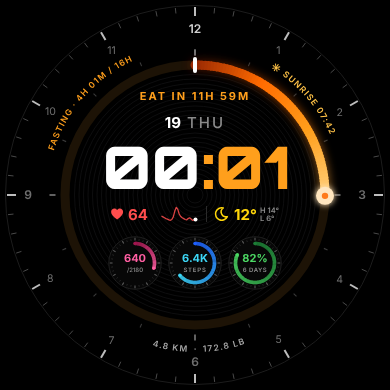 12
11
1
10
2
9
3
8
4
7
5
6
FASTING · 4H 01M / 16H
☀ SUNRISE 07:42
EAT IN 11H 59M
19 THU
00:01
64
12° H 14°
L 6°
640
/2180
6.4K
STEPS
82%
6 DAYS
4.8 KM · 172.8 LB